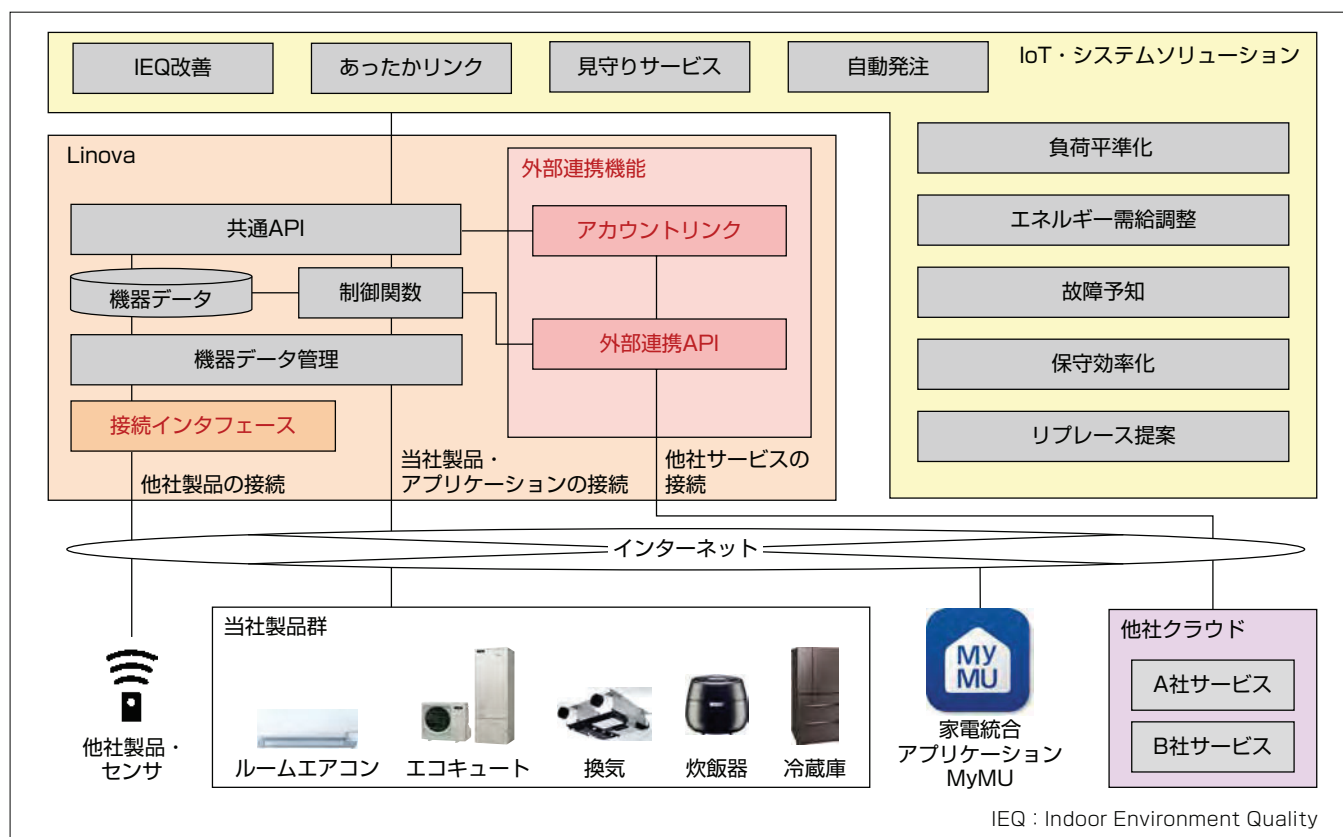 IEQ改善
あったかリンク
見守りサービス
自動発注
IoT・システムソリューション
負荷平準化
エネルギー需給調整
故障予知
保守効率化
リプレース提案
Linova
外部連携機能
共通API
アカウントリンク
機器データ
制御関数
外部連携API
機器データ管理
接続インタフェース
他社製品の接続
当社製品・
アプリケーションの接続
他社サービスの
接続
インターネット
他社製品・
センサ
当社製品群
ルームエアコン
エコキュート
換気
炊飯器
冷蔵庫
MY
MU
家電統合
アプリケーション
MyMU
他社クラウド
A社サービス
B社サービス
IEQ：Indoor Environment Quality